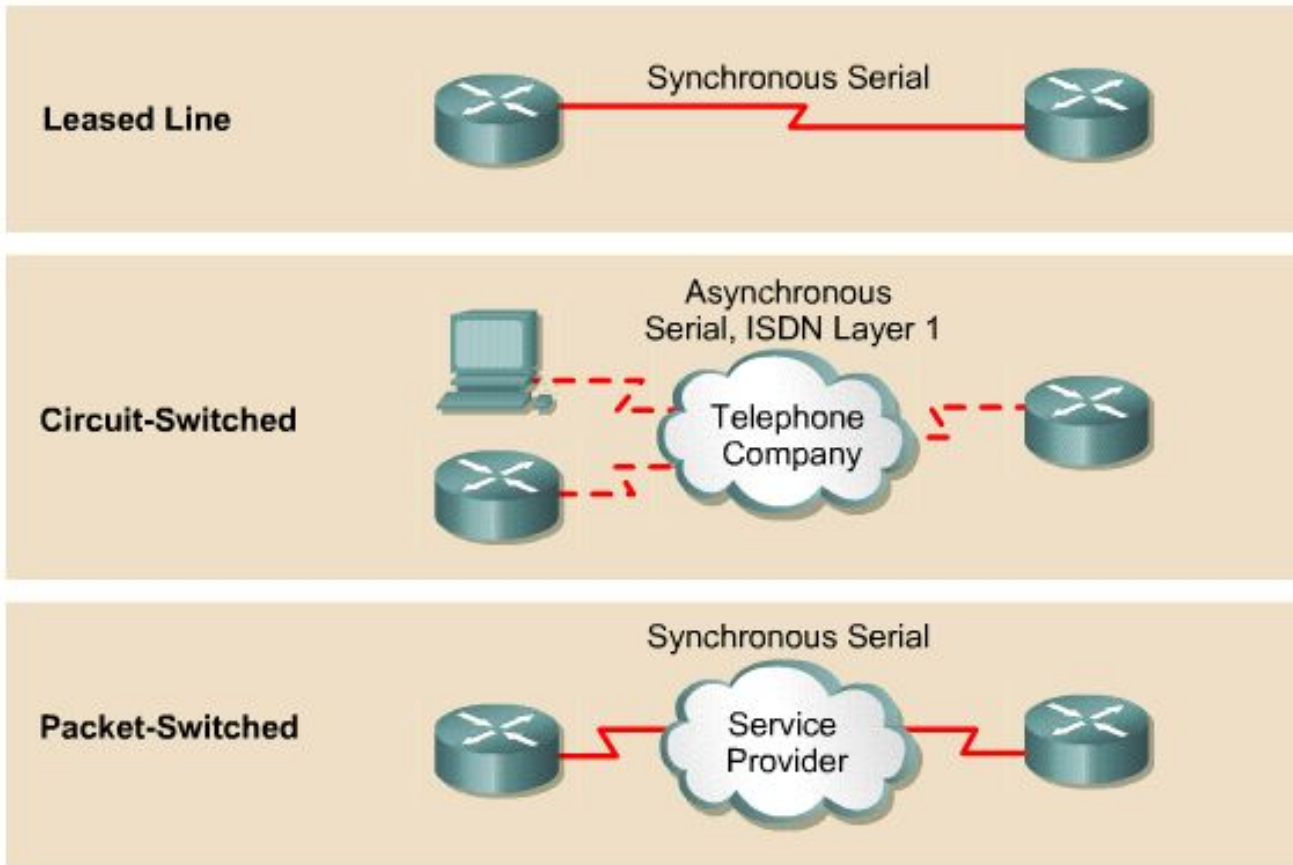 Leased Line
Synchronous Serial
Circuit-Switched
Asynchronous
Serial, ISDN Layer 1
Telephone
Company
Packet-Switched
Synchronous Serial
Service
Provider